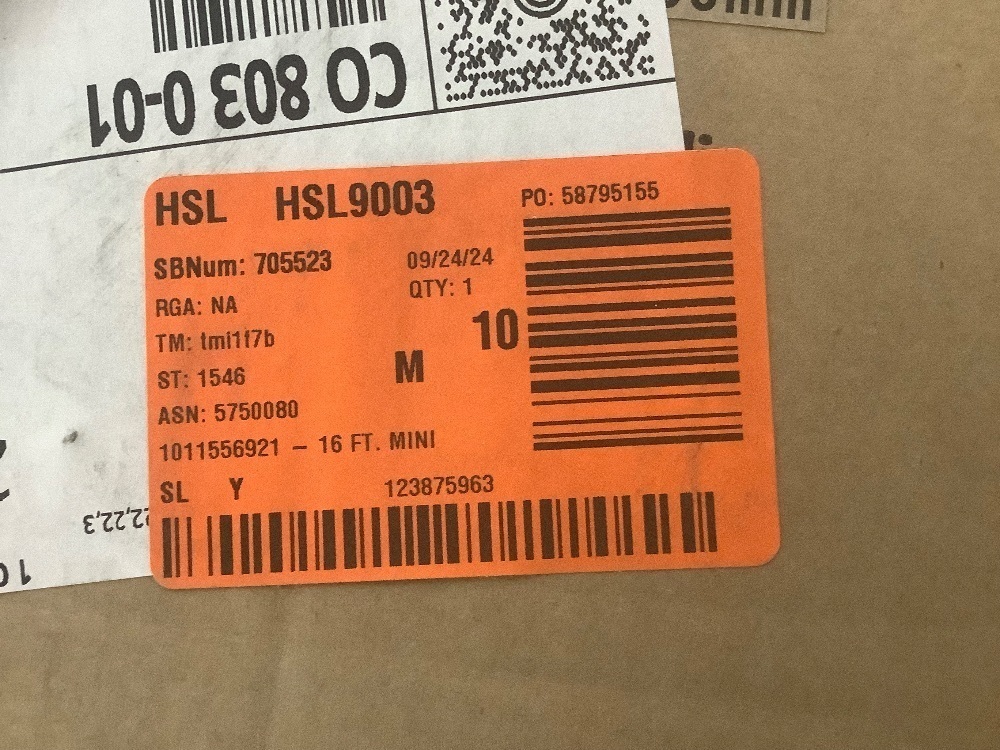 CO 803 0-01
HSL HSL9003
PO: 58795155
SBNum: 705523 09/24/24
RGA: NA QTY: 1
TM: tml1f7b 10
ST: 1546 M
ASN: 5750080
1011556921 – 16 FT. MINI
SL Y 123875963